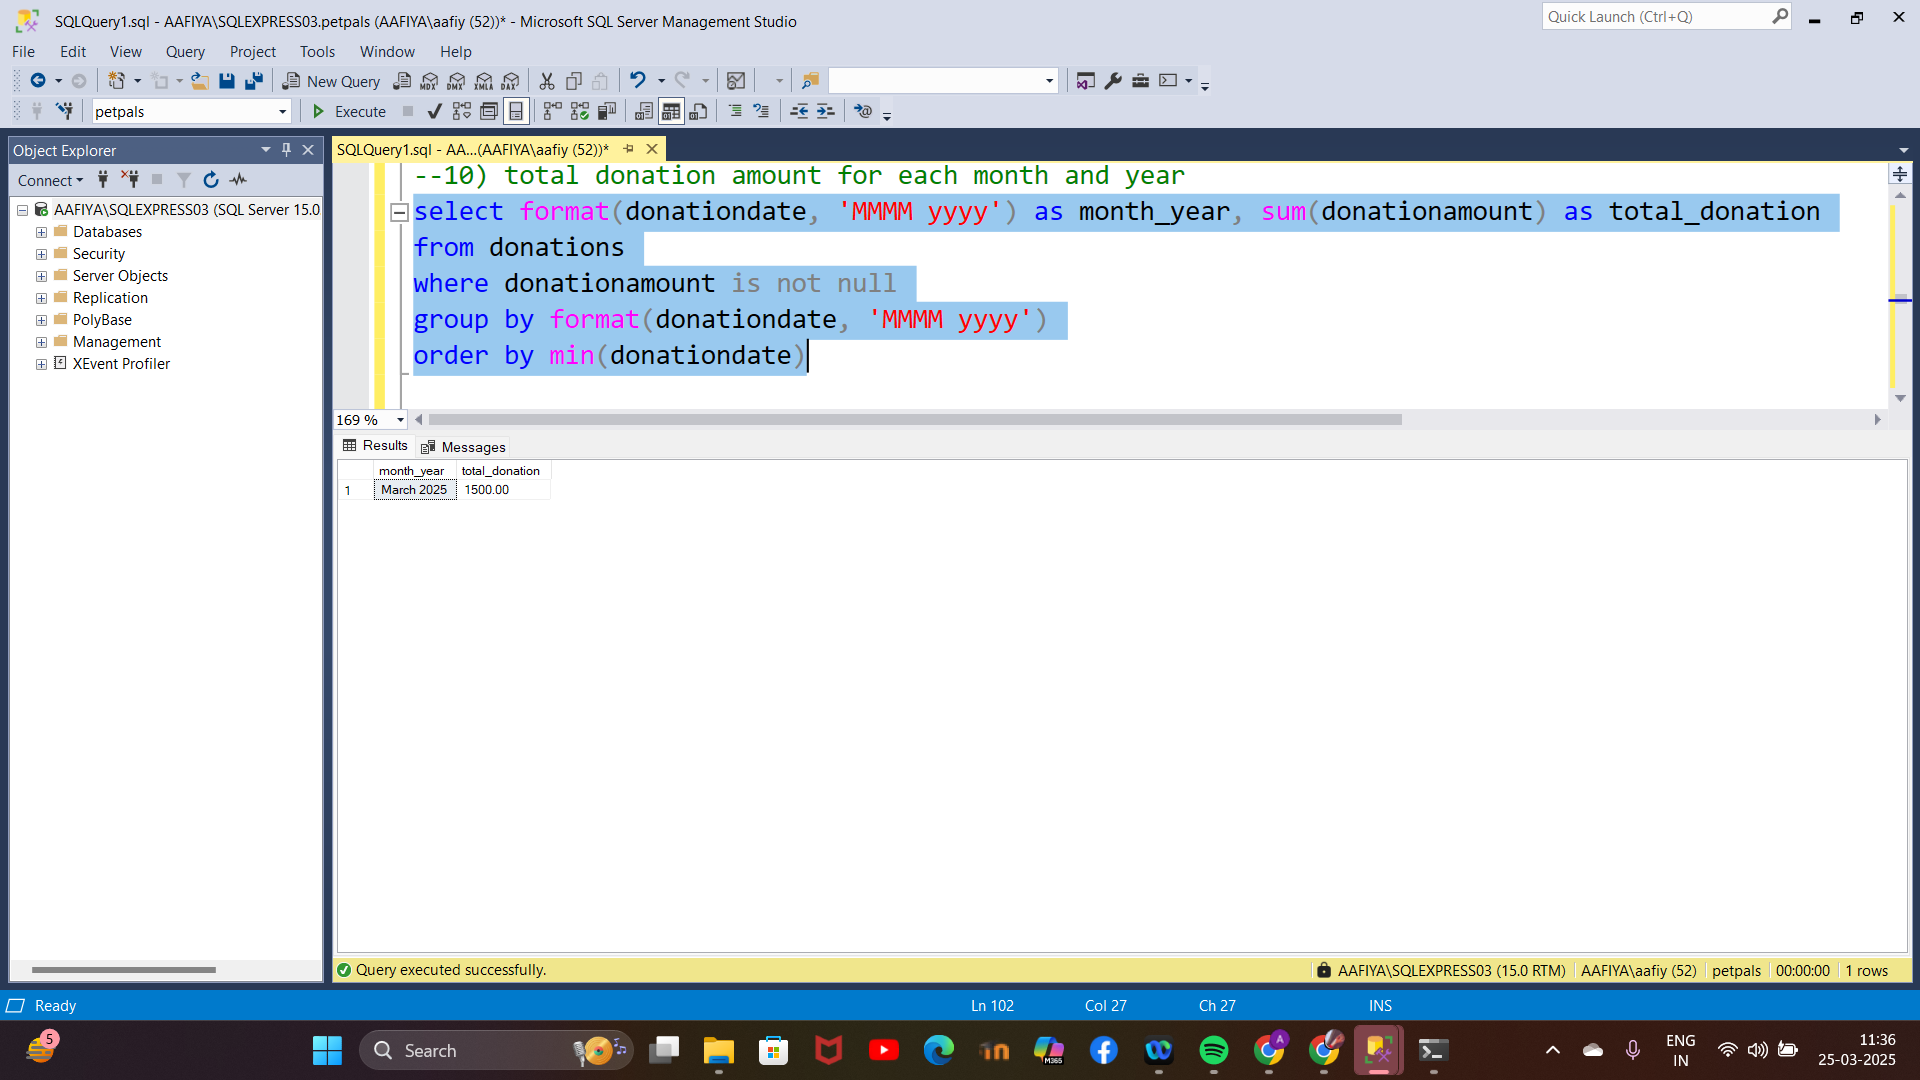 SQLQuery1.sql - AAFIYA\SQLEXPRESS03.petpals (AAFIYA\aafiy (52))* - Microsoft SQL Server Management Studio
Quick Launch (Ctrl+Q)
File Edit View Query Project Tools Window Help
New Query
MDX DMX XMLA DAX
petpals
Execute
Object Explorer
SQLQuery1.sql - AA...(AAFIYA\aafiy (52))*
Connect
AAFIYA\SQLEXPRESS03 (SQL Server 15.0
Databases
Security
Server Objects
Replication
PolyBase
Management
XEvent Profiler
--10) total donation amount for each month and year
select format(donationdate, 'MMMM yyyy') as month_year, sum(donationamount) as total_donation
from donations
where donationamount is not null
group by format(donationdate, 'MMMM yyyy')
order by min(donationdate)
169 %
Results Messages
month_year total_donation
1 March 2025 1500.00
Query executed successfully.
AAFIYA\SQLEXPRESS03 (15.0 RTM) AAFIYA\aafiy (52) petpals 00:00:00 1 rows
Ready
Ln 102 Col 27 Ch 27 INS
5
Search
M365
A
ENG
IN
11:36
25-03-2025